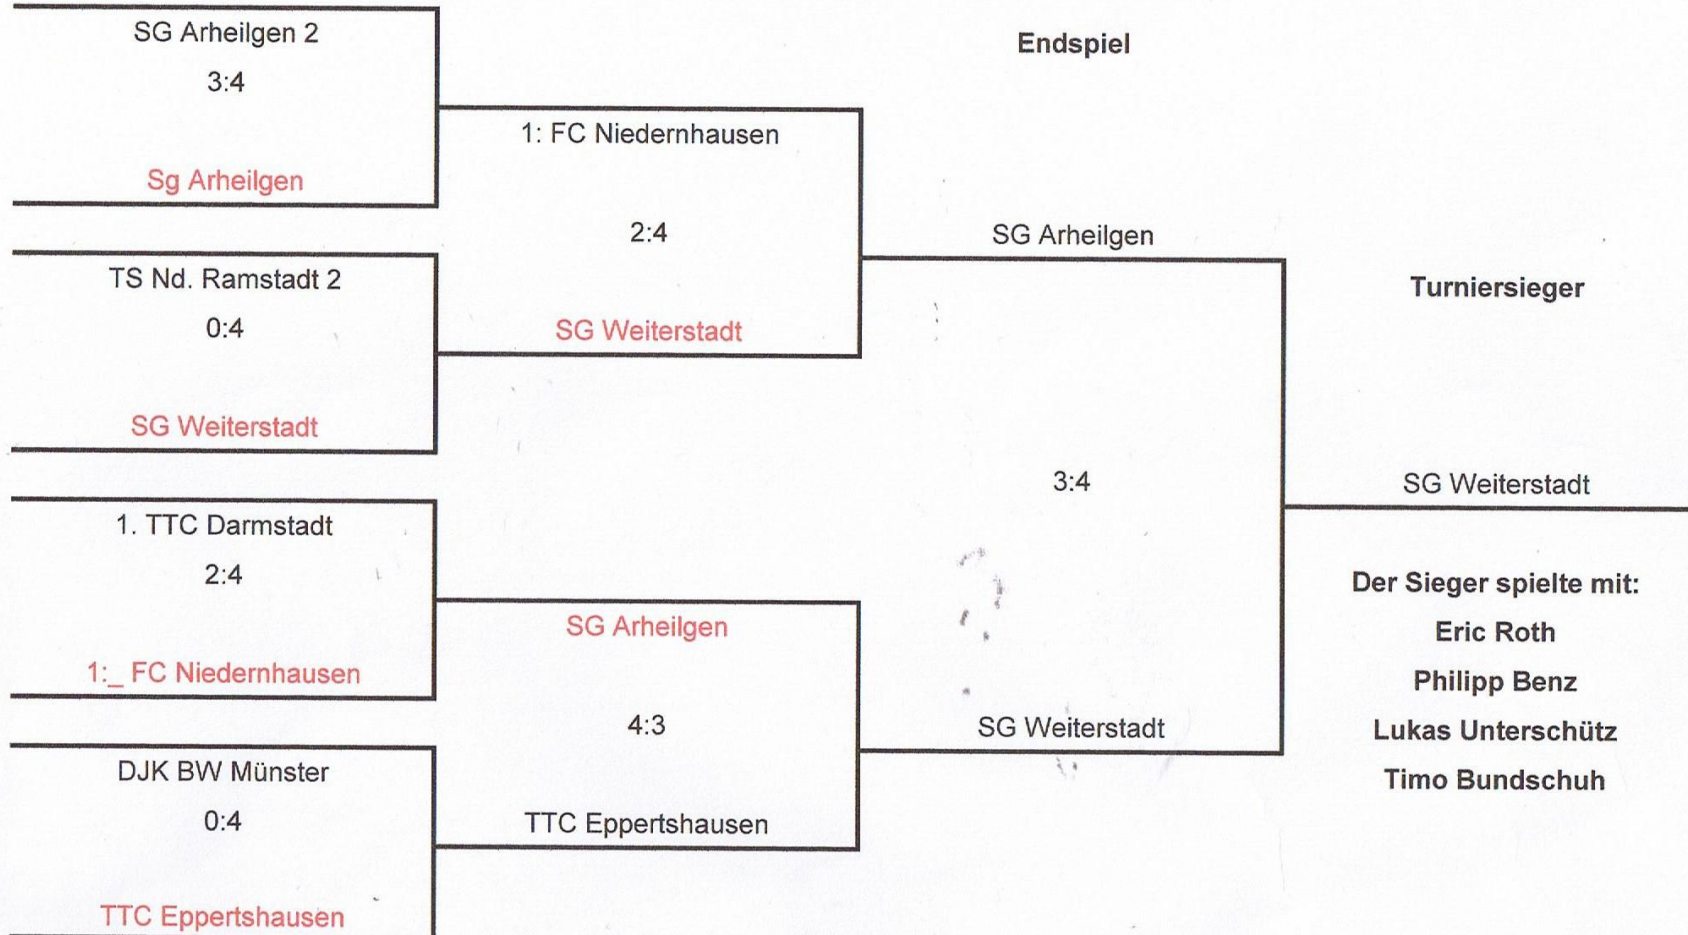 SG Arheilgen 2
3:4
Sg Arheilgen
TS Nd. Ramstadt 2
0:4
SG Weiterstadt
1. TTC Darmstadt
2:4
1:_ FC Niedernhausen
DJK BW Münster
0:4
TTC Eppertshausen
1: FC Niedernhausen
2:4
SG Weiterstadt
SG Arheilgen
4:3
TTC Eppertshausen
Endspiel
SG Arheilgen
3:4
SG Weiterstadt
Turniersieger
SG Weiterstadt
Der Sieger spielte mit:
Eric Roth
Philipp Benz
Lukas Unterschütz
Timo Bundschuh